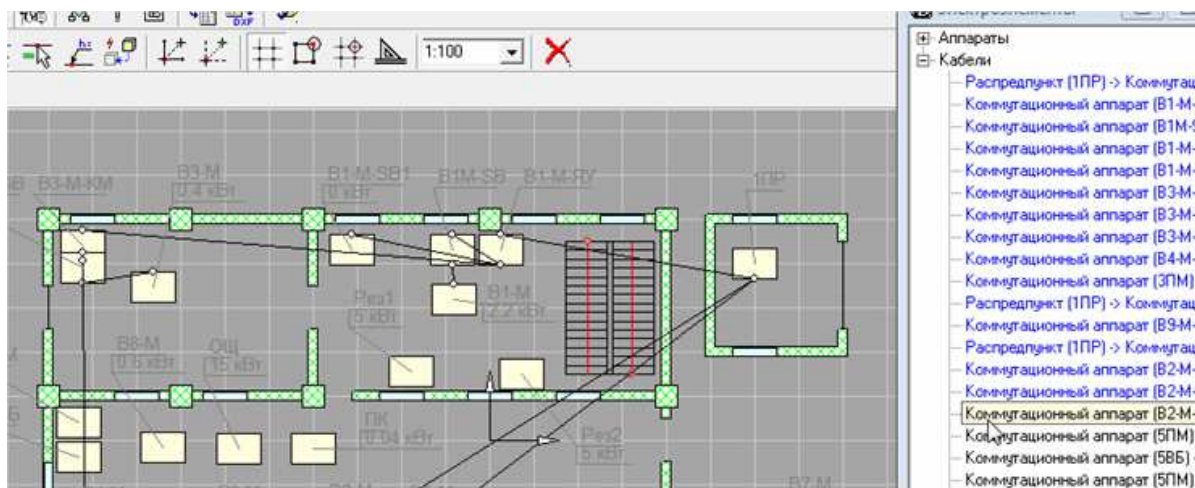 f(x)
DXF
h:
1:100
Аппараты
Кабели
Распредпункт (1ПР) -> Коммутац
Коммутационный аппарат (В1-М-
Коммутационный аппарат (В1М-S
Коммутационный аппарат (В1-М-
Коммутационный аппарат (В1-М-
Коммутационный аппарат (В3-М-
Коммутационный аппарат (В3-М-
Коммутационный аппарат (В3-М-
Коммутационный аппарат (В4-М-
Коммутационный аппарат (3ПМ)
Распредпункт (1ПР) -> Коммутац
Коммутационный аппарат (В9-М-
Распредпункт (1ПР) -> Коммутац
Коммутационный аппарат (В2-М-
Коммутационный аппарат (В2-М-
Коммутационный аппарат (В2-М-
Коммутационный аппарат (5ПМ)
Коммутационный аппарат (5ВБ) -
Коммутационный аппарат (5ПМ)
В3-М-КМ
В3-М
0.4 кВт
В1-М-SB1
0 кВт
В1М-SB
В1-М-ЯУ
1ПР
Рез1
5 кВт
В1-М
2.2 кВт
В8-М
0.6 кВт
ОЩ
15 кВт
ПК
0.04 кВт
Рез2
5 кВт
В7-М